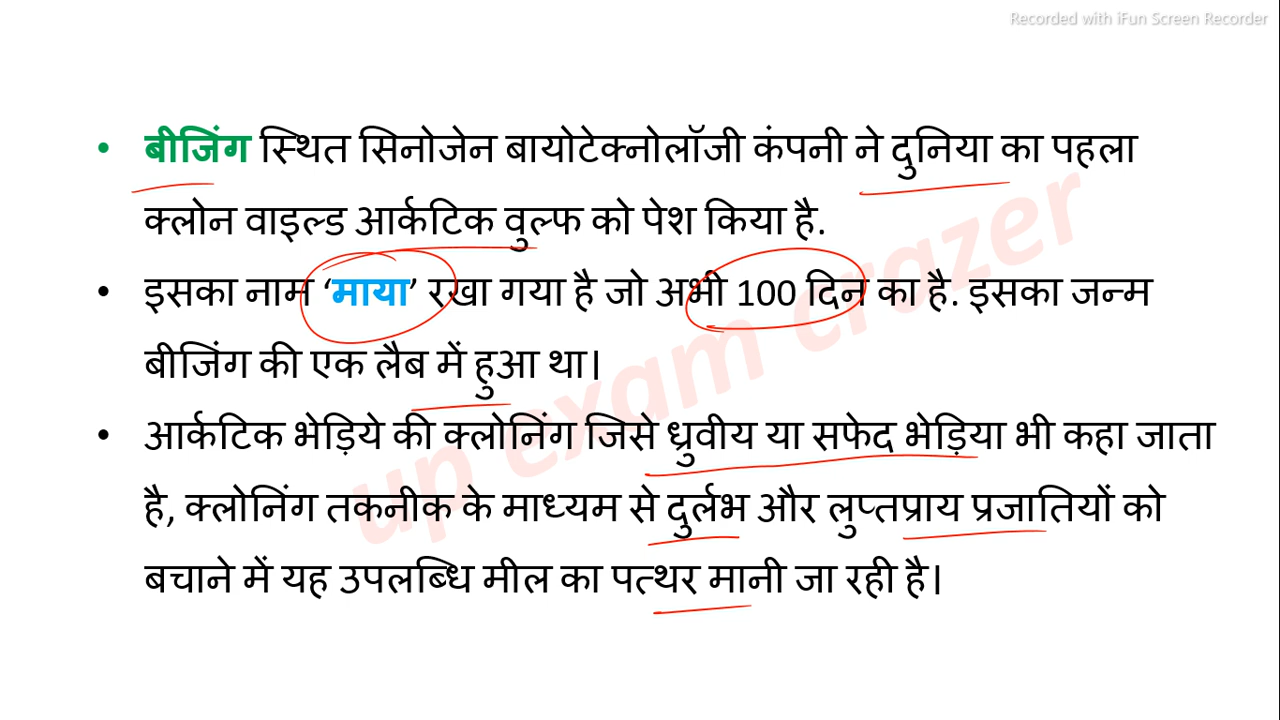 Recorded with iFun Screen Recorder
• बीजिंग स्थित सिनोजेन बायोटेक्नोलॉजी कंपनी ने दुनिया का पहला
क्लोन वाइल्ड आर्कटिक वुल्फ को पेश किया है.
• इसका नाम ‘माया’ रखा गया है जो अभी 100 दिन का है. इसका जन्म
बीजिंग की एक लैब में हुआ था।
• आर्कटिक भेड़िये की क्लोनिंग जिसे ध्रुवीय या सफेद भेड़िया भी कहा जाता
है, क्लोनिंग तकनीक के माध्यम से दुर्लभ और लुप्तप्राय प्रजातियों को
बचाने में यह उपलब्धि मील का पत्थर मानी जा रही है।
up exam crazer